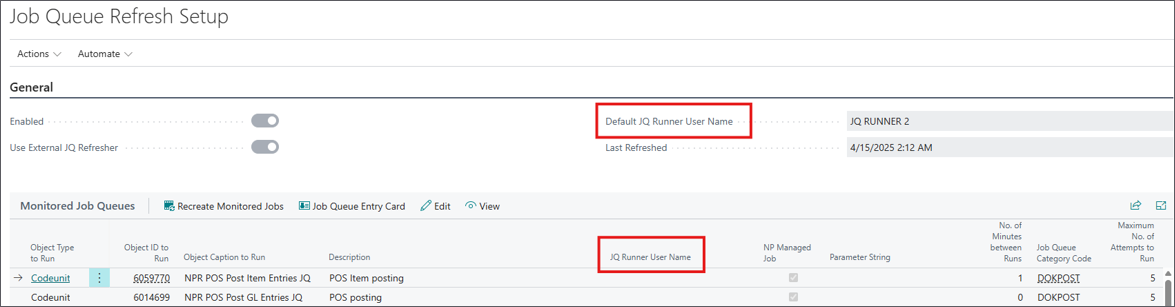 Job Queue Refresh Setup
Actions Automate
General
Enabled Default JQ Runner User Name JQ RUNNER 2
Use External JQ Refresher Last Refreshed 4/15/2025 2:12 AM
Monitored Job Queues Recreate Monitored Jobs Job Queue Entry Card Edit View
Object Type to Run Object ID to Run Object Caption to Run Description JQ Runner User Name NP Managed Job Parameter String No. of Minutes between Runs Job Queue Category Code Maximum No. of Attempts to Run
Codeunit 6059770 NPR POS Post Item Entries JQ POS Item posting 1 DOKPOST 5
Codeunit 6014699 NPR POS Post GL Entries JQ POS posting 0 DOKPOST 5